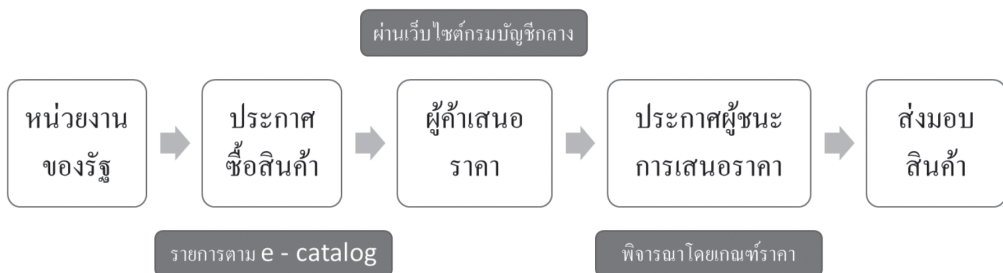 ผ่านเว็บไซต์กรมบัญชีกลาง
หน่วยงาน
ของรัฐ
ประกาศ
ซื้อสินค้า
ผู้ค้าเสนอ
ราคา
ประกาศผู้ชนะ
การเสนอราคา
ส่งมอบ
สินค้า
รายการตาม e - catalog
พิจารณาโดยเกณฑ์ราคา